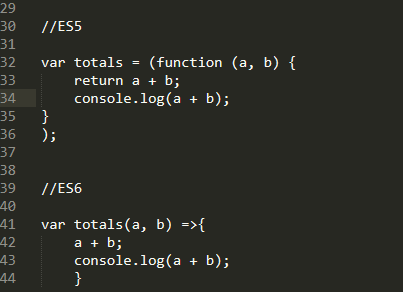 29
30 //ES5
31
32 var totals = (function (a, b) {
33     return a + b;
34     console.log(a + b);
35 }
36 );
37
38
39 //ES6
40
41 var totals(a, b) =>{
42     a + b;
43     console.log(a + b);
44     }